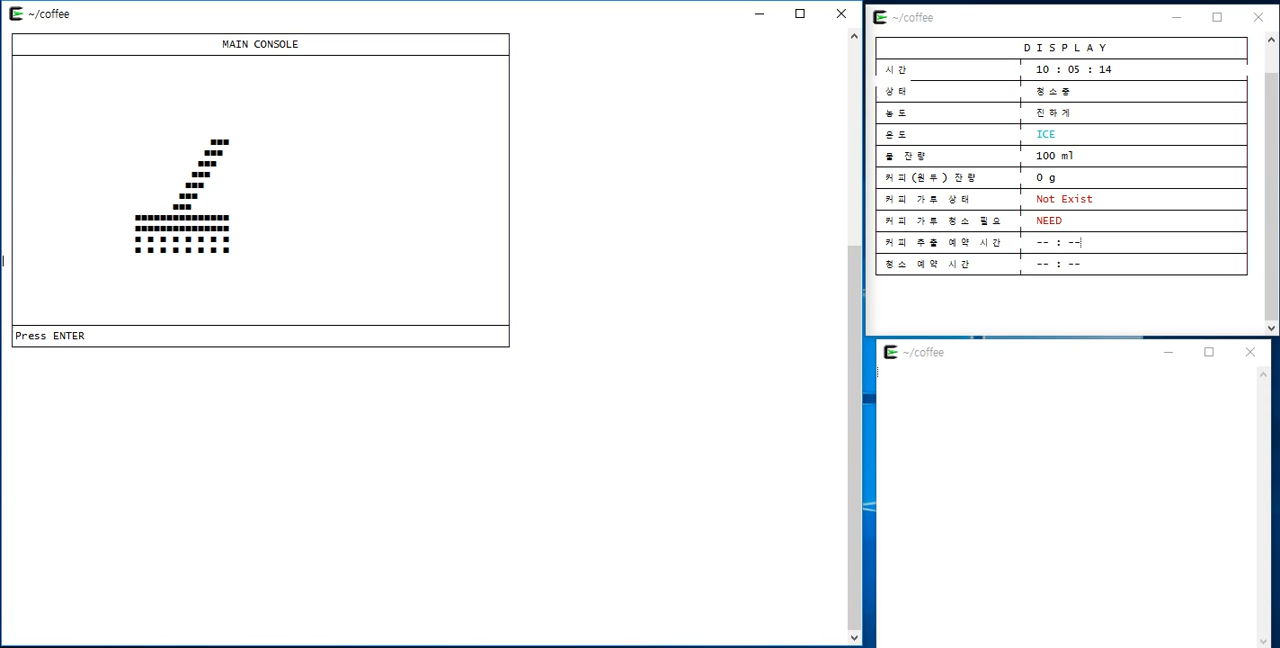 ~/coffee
MAIN CONSOLE
Press ENTER
~/coffee
D I S P L A Y
시간 10 : 05 : 14
상태 청소중
농도 진하게
온도 ICE
물 잔량 100 ml
커피(원두) 잔량 0 g
커피 가루 상태 Not Exist
커피 가루 청소 필요 NEED
커피 추출 예약 시간 -- : --
청소 예약 시간 -- : --
~/coffee